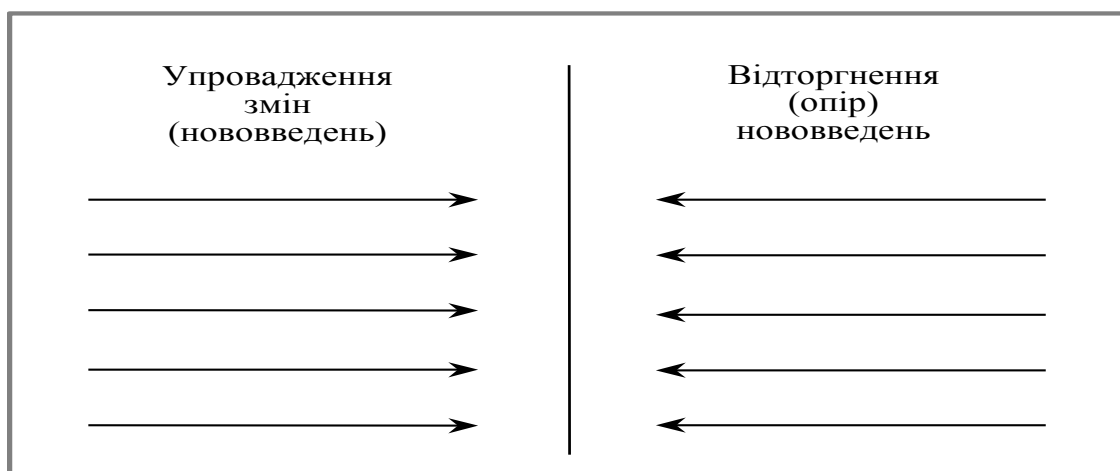 Упровадження
змін
(нововведень)
Відторгнення
(опір)
нововведень